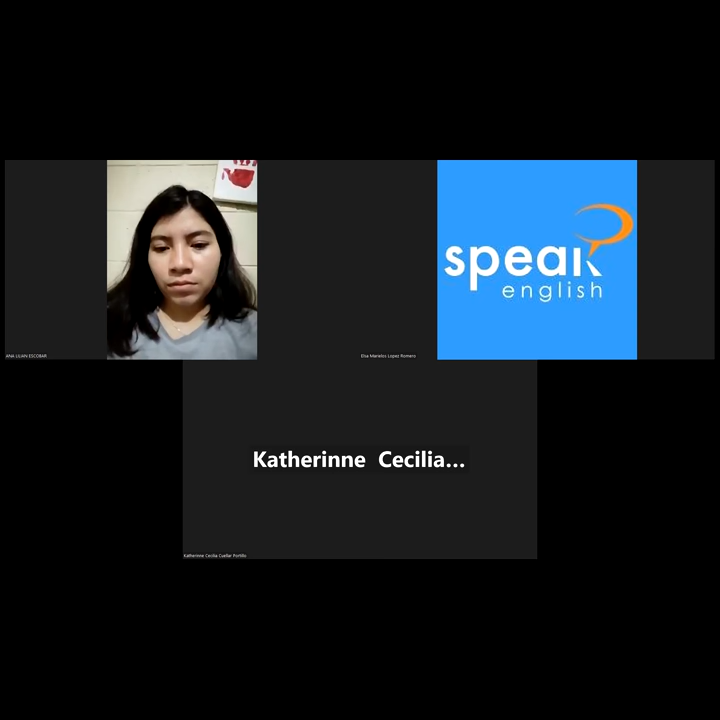 speak
english
ANA LILIAN ESCOBAR
Elsa Marielos Lopez Romero
Katherinne Cecilia...
Katherinne Cecilia Cuellar Portillo